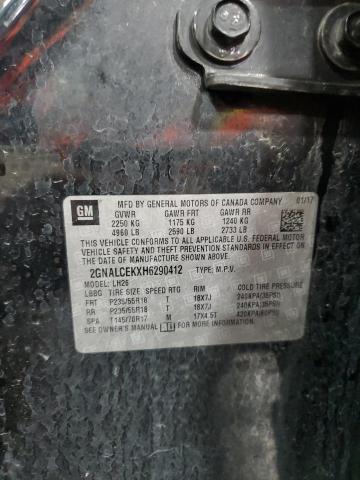 GM
MFD BY GENERAL MOTORS OF CANADA COMPANY 01/17
GVWR GAWR FRT GAWR RR
2250 KG 1175 KG 1240 KG
4960 LB 2590 LB 2733 LB
THIS VEHICLE CONFORMS TO ALL APPLICABLE U.S. FEDERAL MOTOR
VEHICLE SAFETY STANDARDS IN EFFECT ON THE DATE OF
MANUFACTURE SHOWN ABOVE.
2GNALCEKXH6290412 TYPE: M.P.V.
MODEL: LH26
LBBG TIRE SIZE SPEED RTG RIM COLD TIRE PRESSURE
FRT P235/55R18 T 18X7J 240KPA(35PSI)
RR P235/55R18 T 18X7J 240KPA(35PSI)
SPA T145/70R17 M 17X4.5T 420KPA(60PSI)
SEE OWNER'S MANUAL FOR MORE INFORMATION.